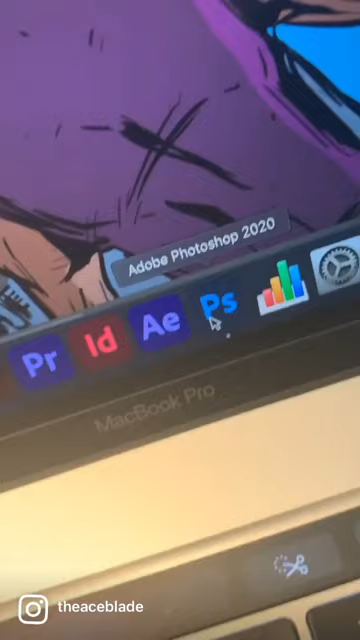 Adobe Photoshop 2020
Pr
Id
Ae
Ps
MacBook Pro
theaceblade